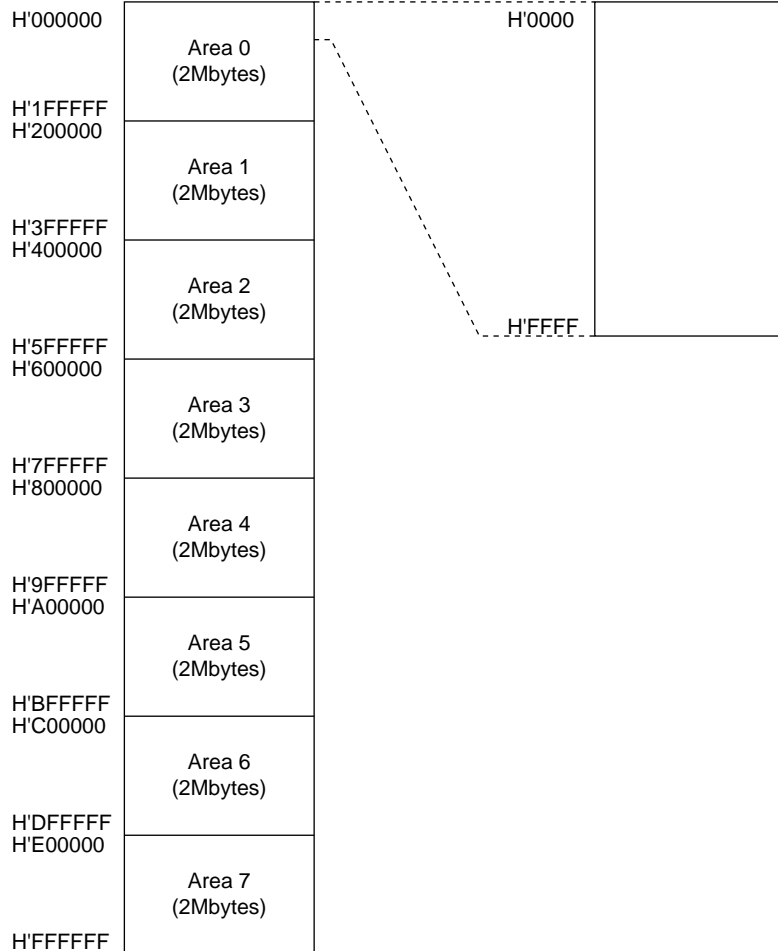 H'000000
Area 0
(2Mbytes)
H'1FFFFF
H'200000
Area 1
(2Mbytes)
H'3FFFFF
H'400000
Area 2
(2Mbytes)
H'5FFFFF
H'600000
Area 3
(2Mbytes)
H'7FFFFF
H'800000
Area 4
(2Mbytes)
H'9FFFFF
H'A00000
Area 5
(2Mbytes)
H'BFFFFF
H'C00000
Area 6
(2Mbytes)
H'DFFFFF
H'E00000
Area 7
(2Mbytes)
H'FFFFFF
H'0000
H'FFFF